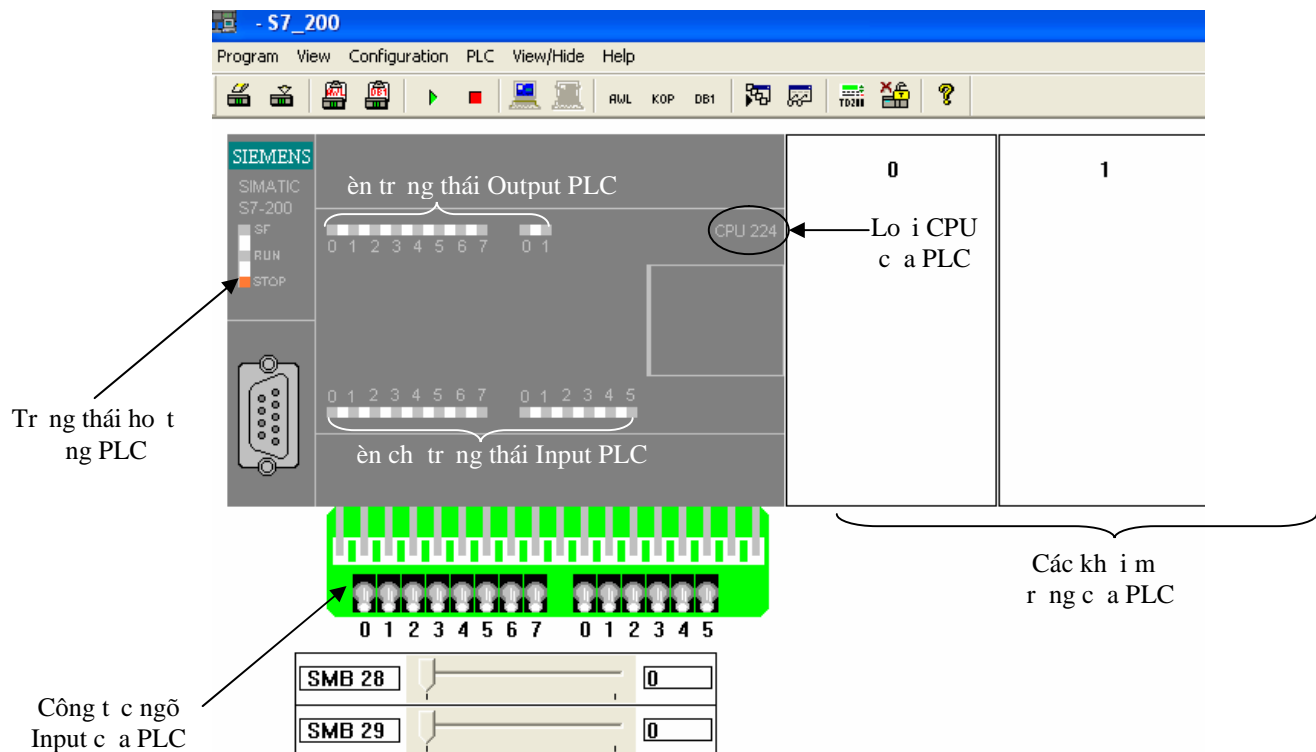 - S7_200
Program View Configuration PLC View/Hide Help
AWL KOP DB1 TD200 ?
SIEMENS
SIMATIC
S7-200
SF
RUN
STOP
èn tr ng thái Output PLC
0 1 2 3 4 5 6 7 0 1
CPU 224
0
1
Lo i CPU
c a PLC
Tr ng thái ho t
ng PLC
0 1 2 3 4 5 6 7 0 1 2 3 4 5
èn ch tr ng thái Input PLC
Các kh i m
r ng c a PLC
0 1 2 3 4 5 6 7 0 1 2 3 4 5
SMB 28 0
SMB 29 0
Công t c ngõ
Input c a PLC